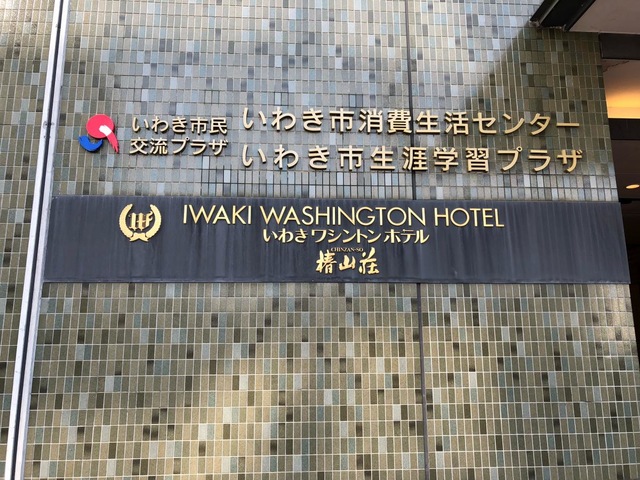 いわき市民
交流プラザ
いわき市消費生活センター
いわき市生涯学習プラザ
IWAKI WASHINGTON HOTEL
いわきワシントンホテル
CHINZAN-SO
椿山荘